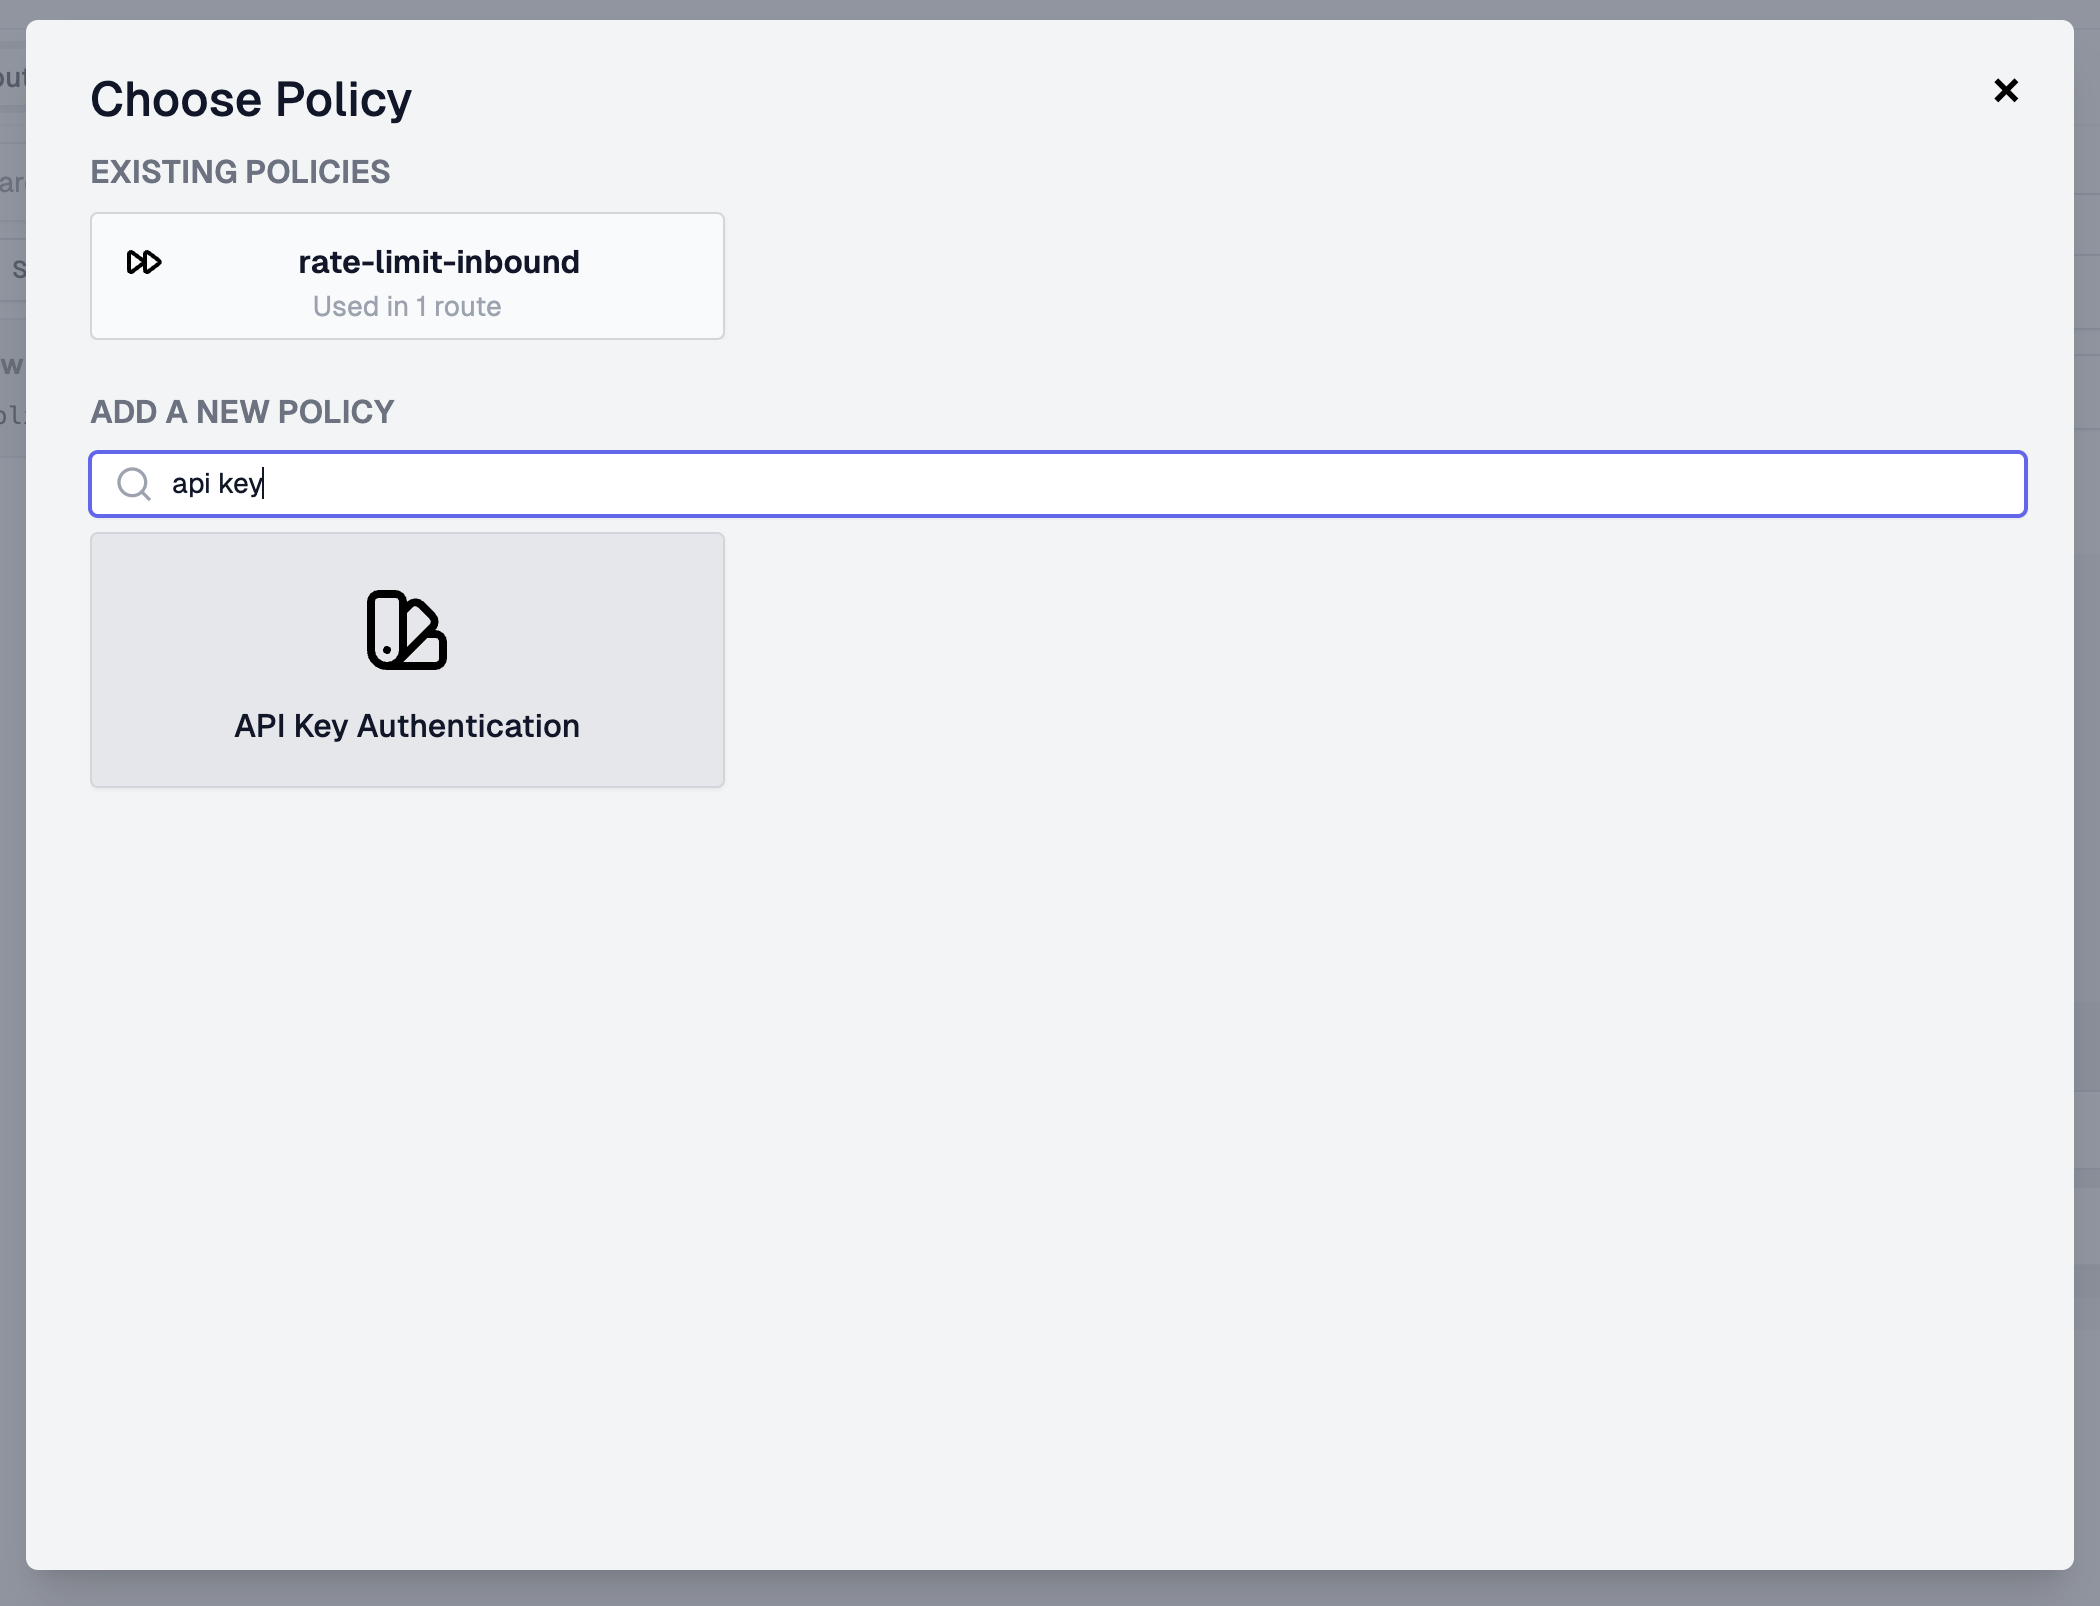 Choose Policy
EXISTING POLICIES
rate-limit-inbound
Used in 1 route
ADD A NEW POLICY
api key
API Key Authentication